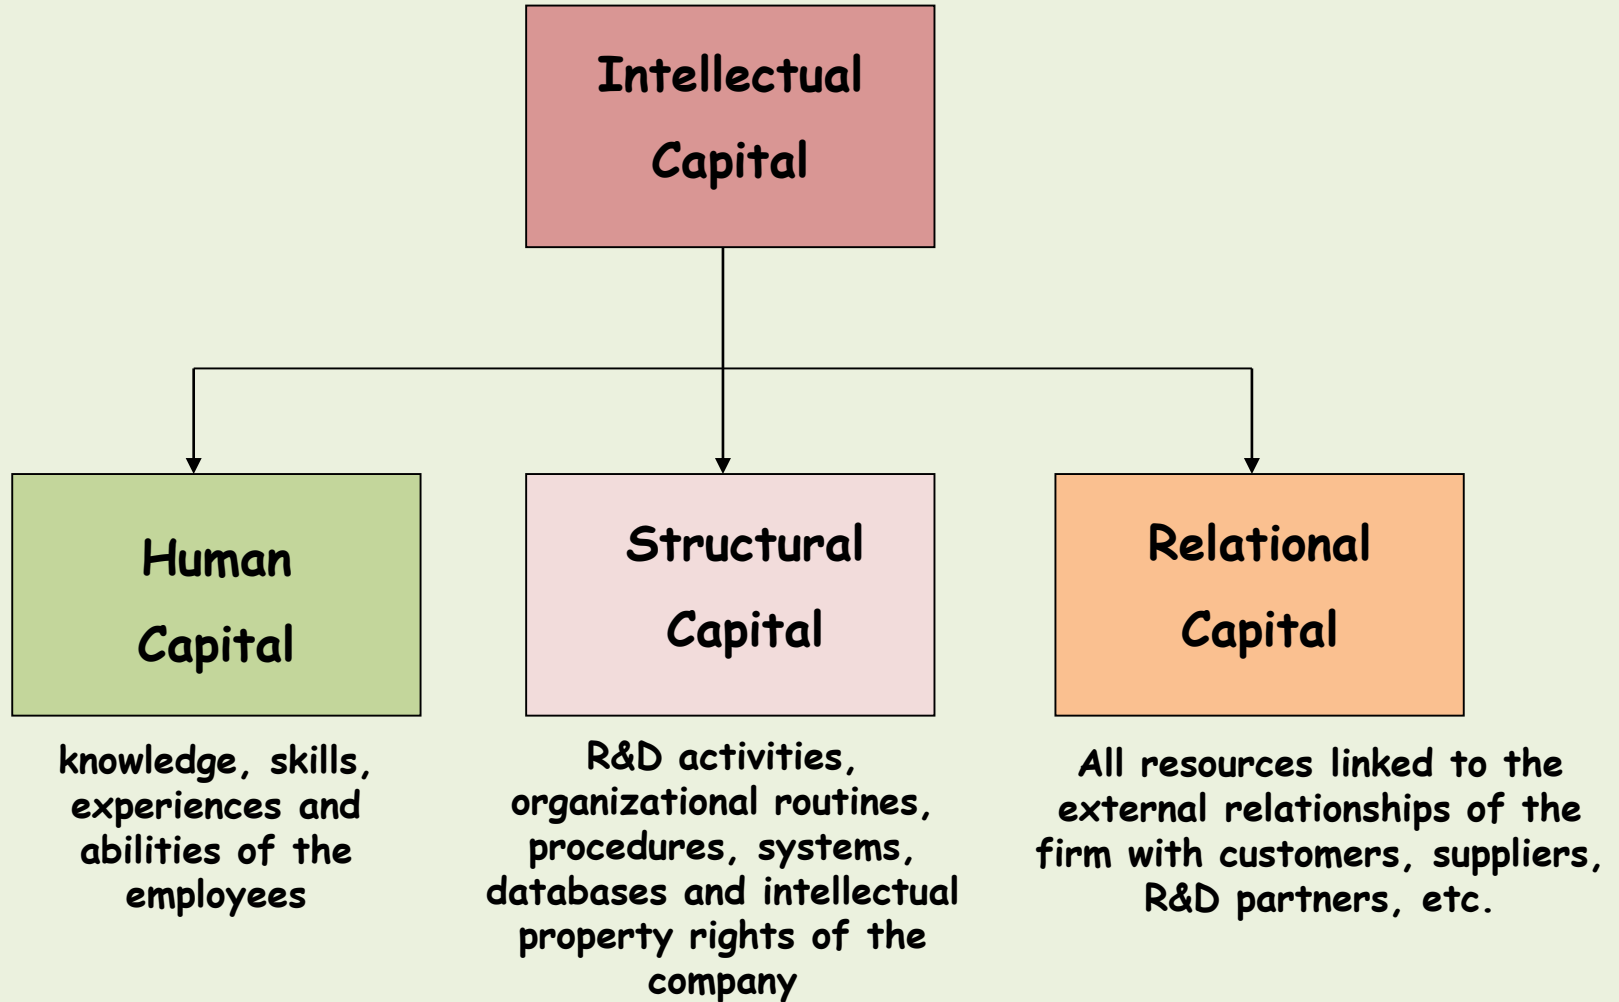 Intellectual
Capital
Human
Capital
Structural
Capital
Relational
Capital
knowledge, skills,
experiences and
abilities of the
employees
R&D activities,
organizational routines,
procedures, systems,
databases and intellectual
property rights of the
company
All resources linked to the
external relationships of the
firm with customers, suppliers,
R&D partners, etc.